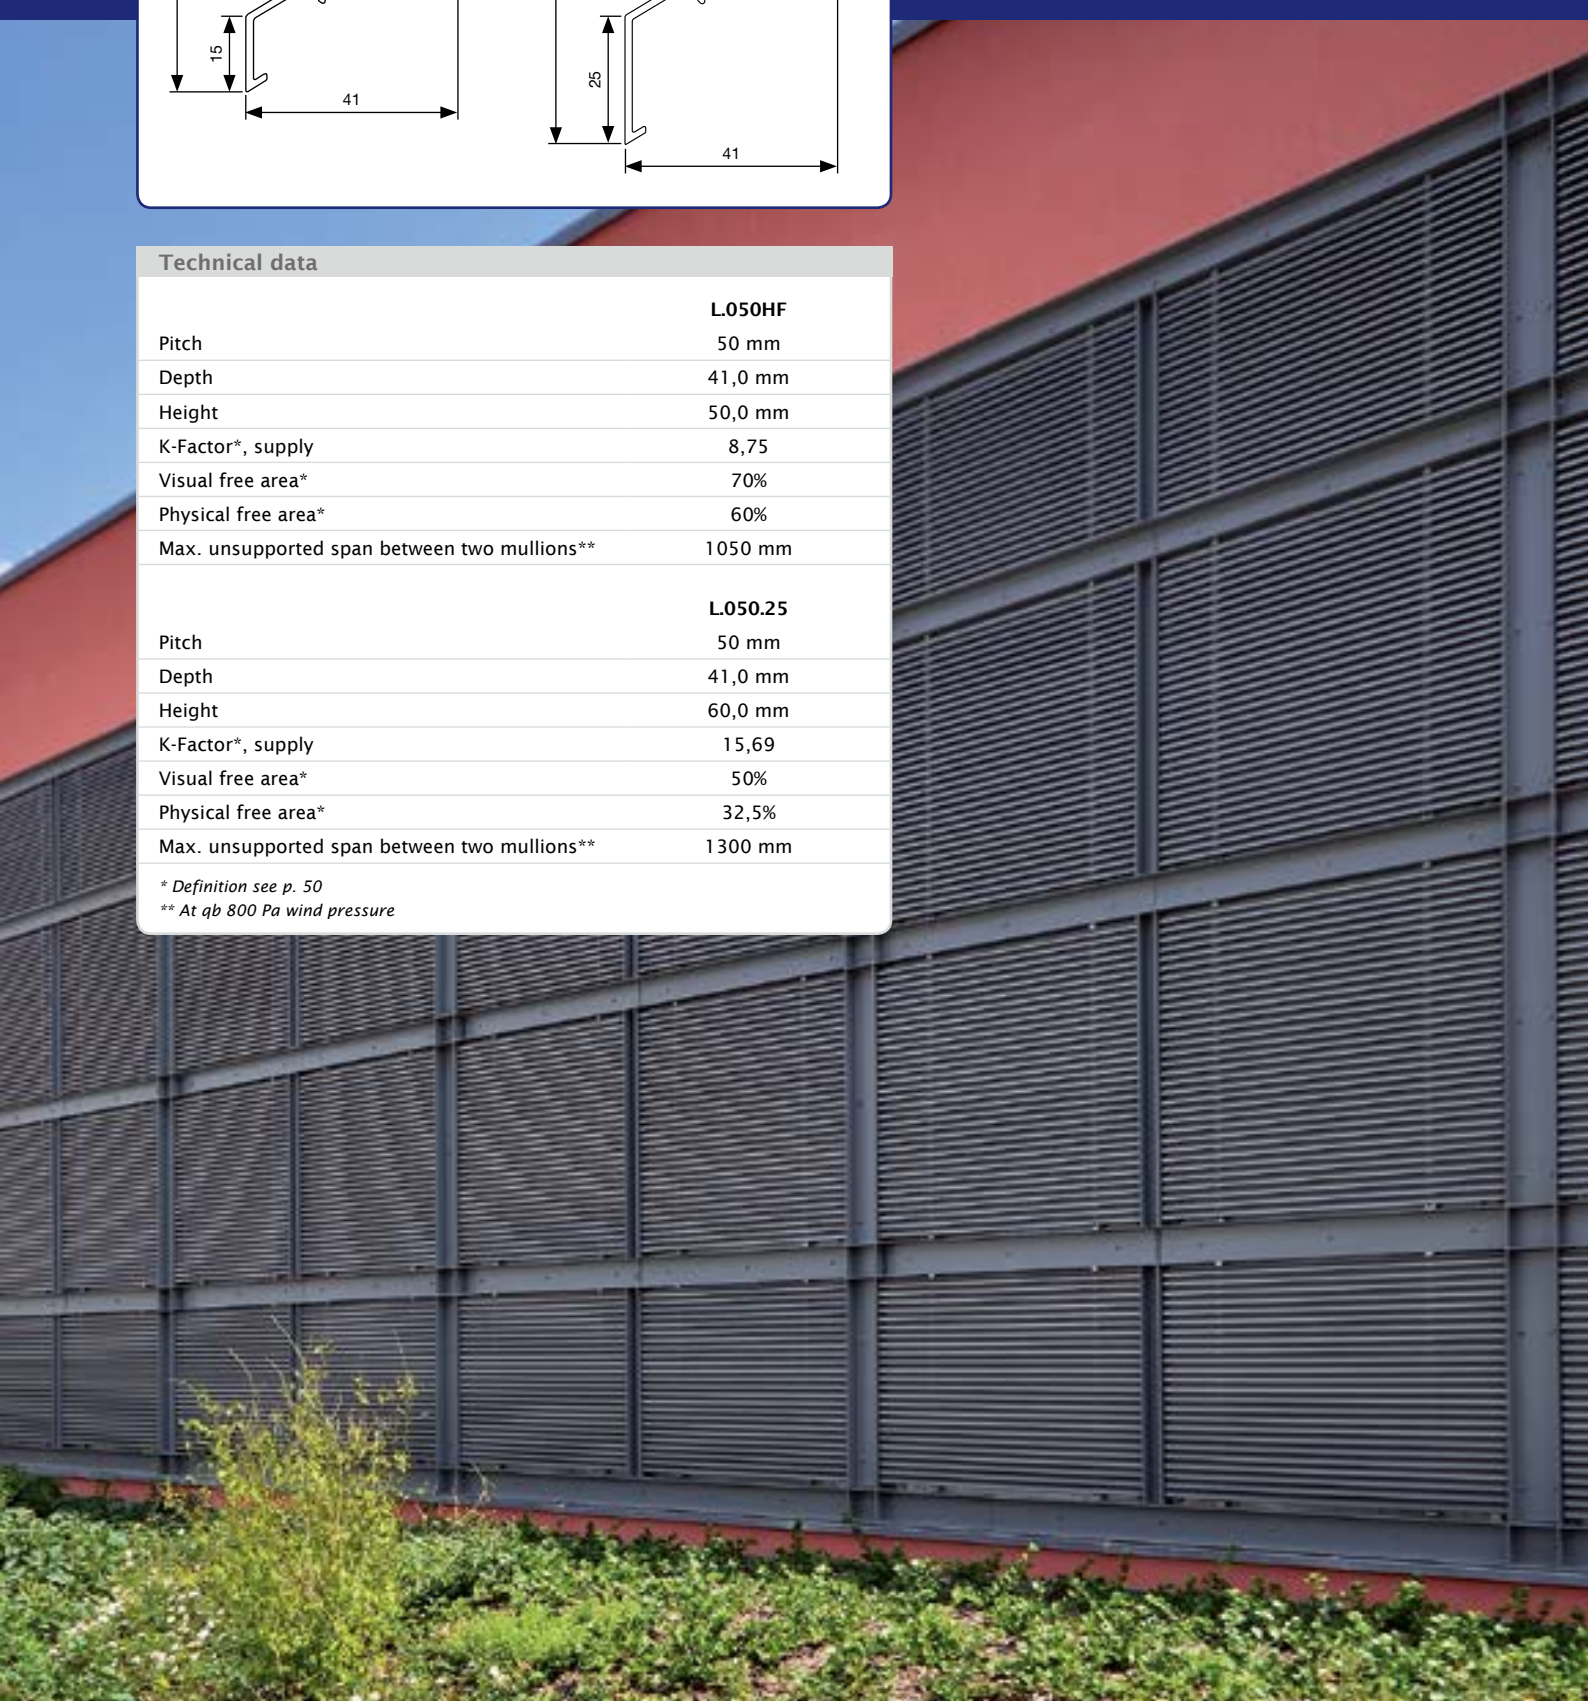 15
41
25
41
Technical data
L.050HF
Pitch 50 mm
Depth 41,0 mm
Height 50,0 mm
K-Factor*, supply 8,75
Visual free area* 70%
Physical free area* 60%
Max. unsupported span between two mullions** 1050 mm
L.050.25
Pitch 50 mm
Depth 41,0 mm
Height 60,0 mm
K-Factor*, supply 15,69
Visual free area* 50%
Physical free area* 32,5%
Max. unsupported span between two mullions** 1300 mm
* Definition see p. 50
** At qb 800 Pa wind pressure